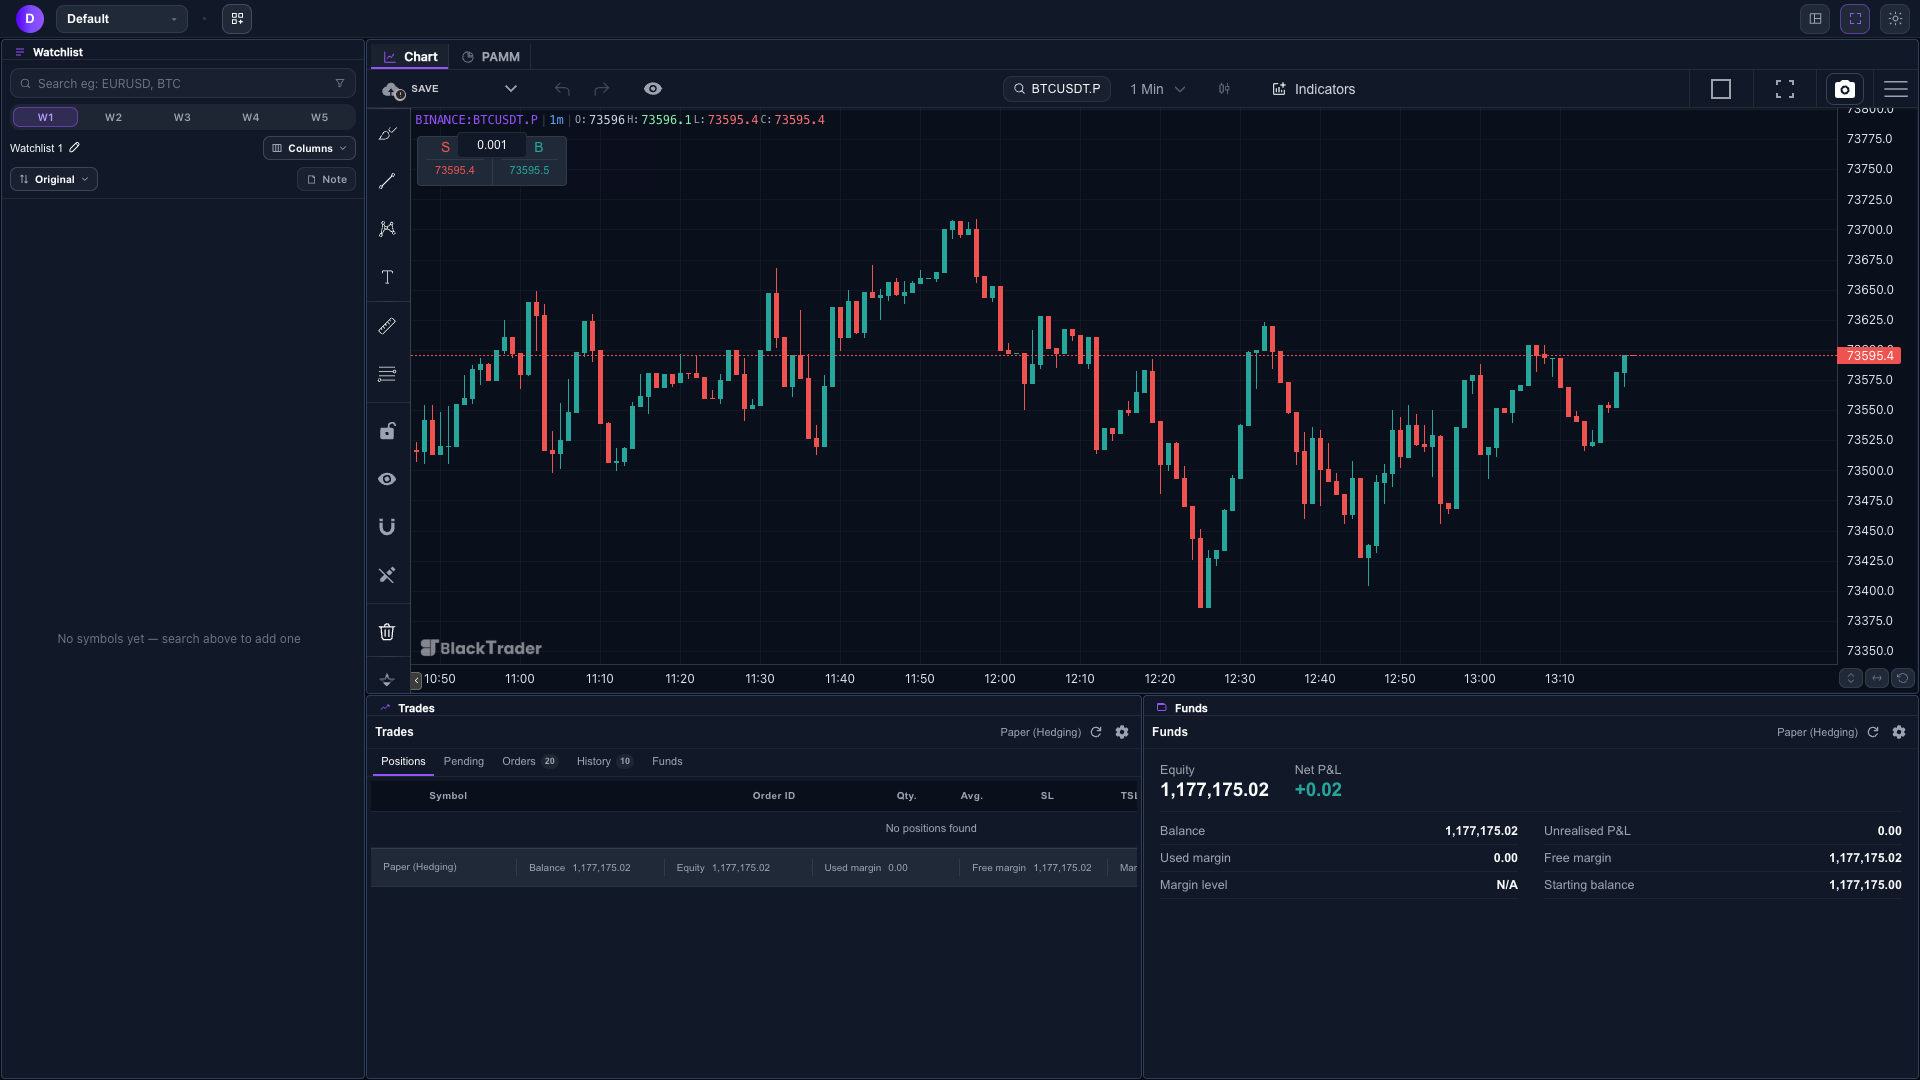 D Default
Watchlist
Search eg: EURUSD, BTC
W1 W2 W3 W4 W5
Watchlist 1 Columns
Original Note
No symbols yet — search above to add one
Chart PAMM
SAVE BTCUSDT.P 1 Min Indicators
BINANCE:BTCUSDT.P 1m O: 73596 H: 73596.1 L: 73595.4 C: 73595.4
S 0.001 B
73595.4 73595.5
73800.0
73775.0
73750.0
73725.0
73700.0
73675.0
73650.0
73625.0
73595.4
73575.0
73550.0
73525.0
73500.0
73475.0
73450.0
73425.0
73400.0
73375.0
73350.0
BlackTrader
10:50 11:00 11:10 11:20 11:30 11:40 11:50 12:00 12:10 12:20 12:30 12:40 12:50 13:00 13:10
Trades
Trades Paper (Hedging)
Positions Pending Orders 20 History 10 Funds
Symbol Order ID Qty. Avg. SL TSL
No positions found
Paper (Hedging) Balance 1,177,175.02 Equity 1,177,175.02 Used margin 0.00 Free margin 1,177,175.02 Mar
Funds
Funds Paper (Hedging)
Equity Net P&L
1,177,175.02 +0.02
Balance 1,177,175.02 Unrealised P&L 0.00
Used margin 0.00 Free margin 1,177,175.02
Margin level N/A Starting balance 1,177,175.00